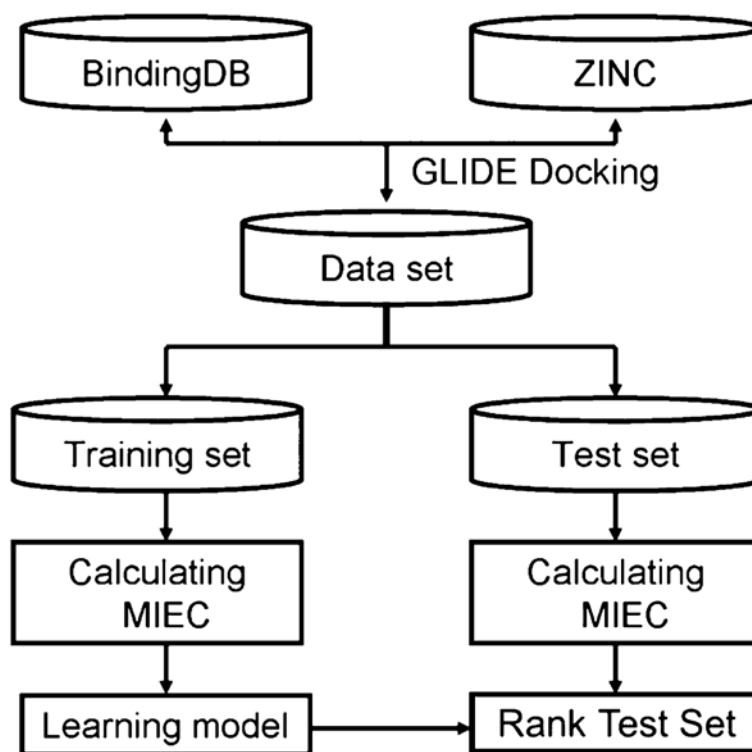 BindingDB
ZINC
GLIDE Docking
Data set
Training set
Test set
Calculating
MIEC
Calculating
MIEC
Learning model
Rank Test Set